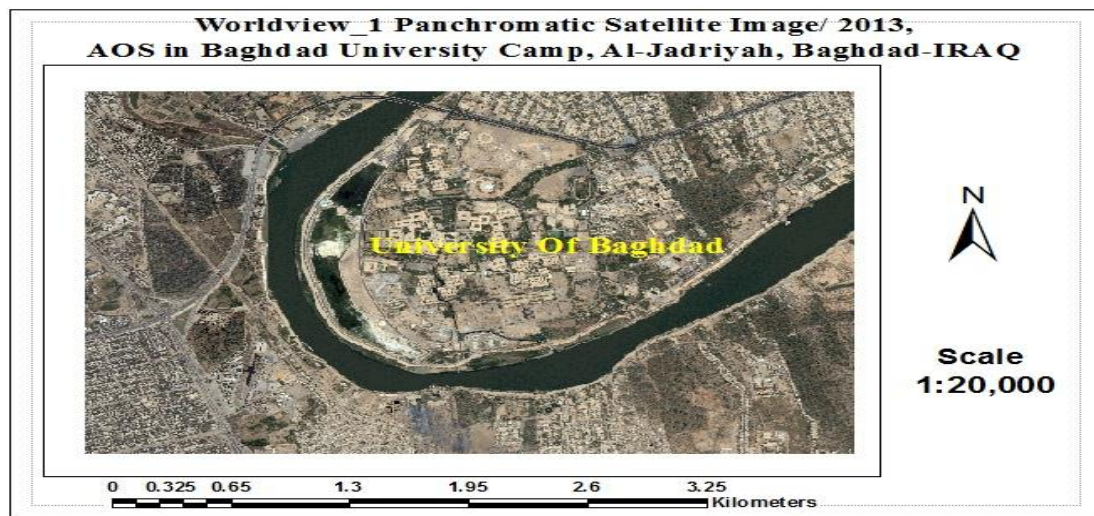 Worldview_1 Panchromatic Satellite Image/ 2013,
AOS in Baghdad University Camp, Al-Jadriyah, Baghdad-IRAQ
N
University Of Baghdad
Scale
1:20,000
0 0.325 0.65 1.3 1.95 2.6 3.25
Kilometers